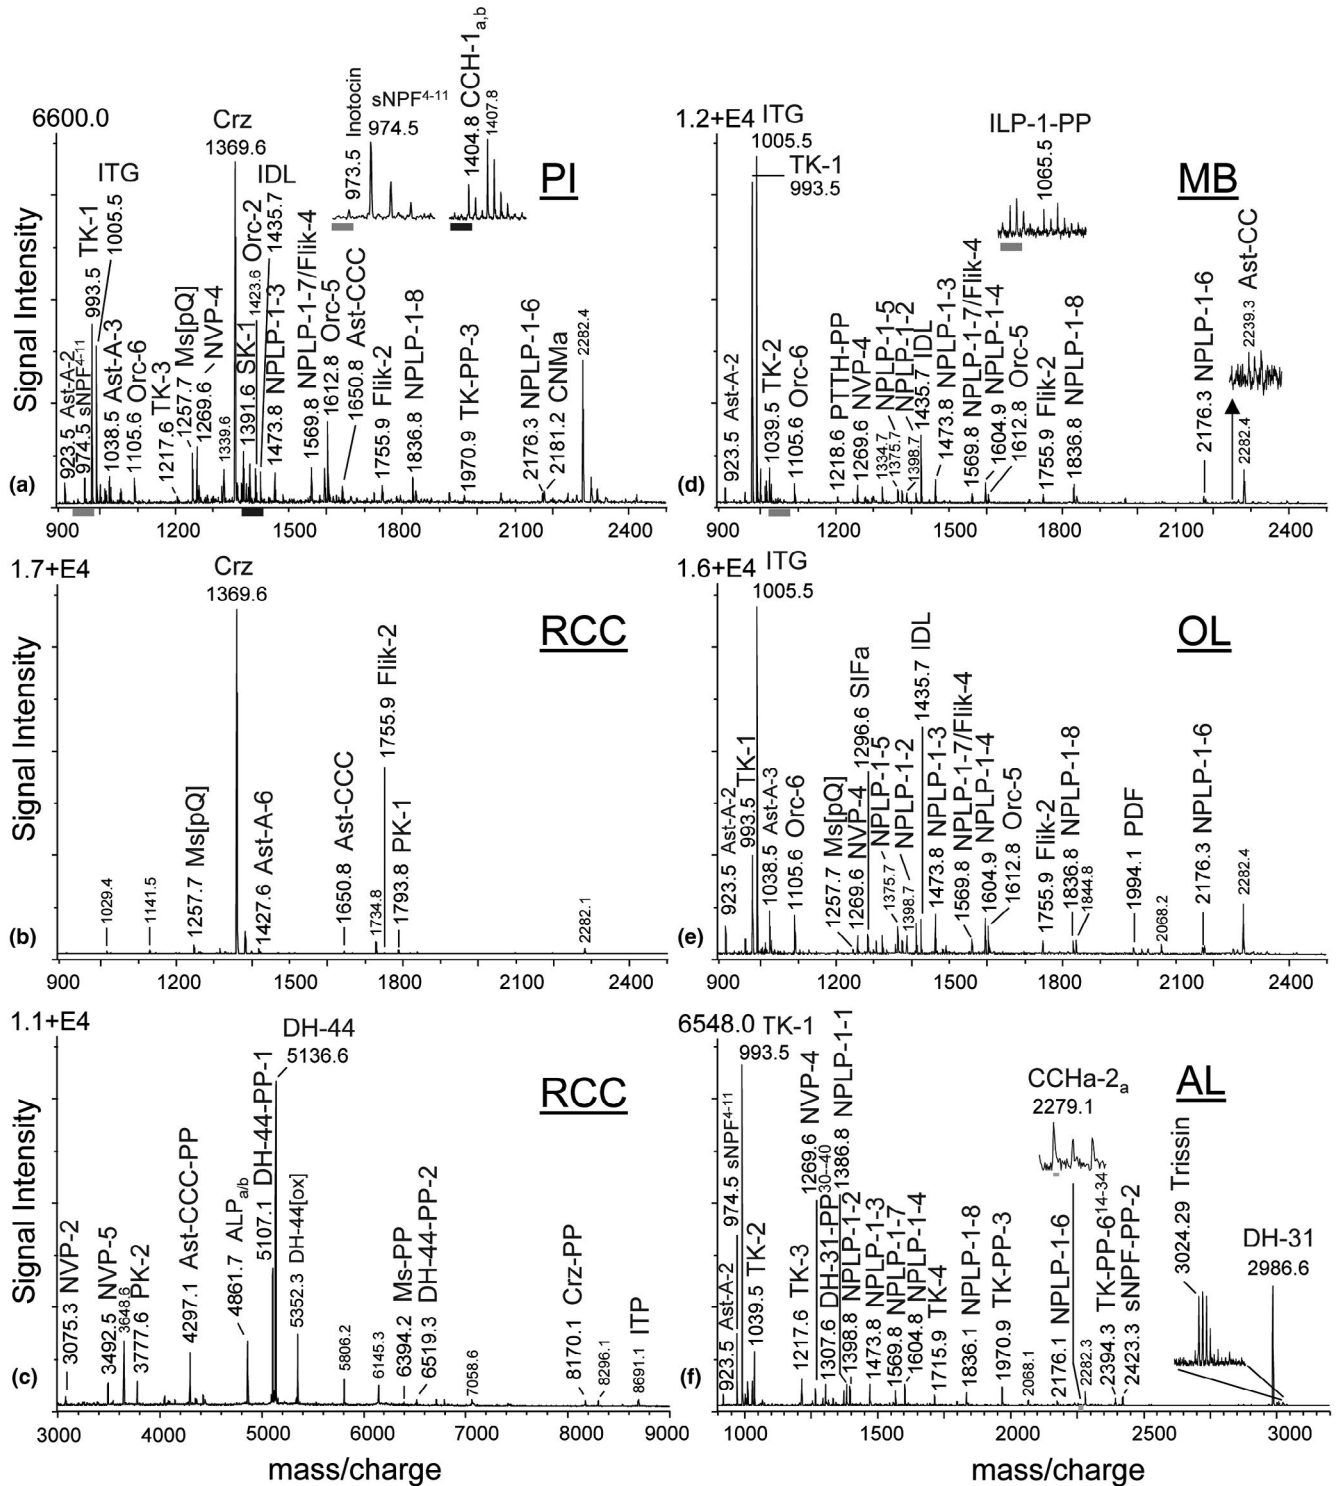 6600.0
Signal Intensity
923.5 Ast-A-2
974.5 sNPF4-11
993.5 TK-1
ITG
1005.5
1038.5 Ast-A-3
1105.6 Orc-6
1217.6 TK-3
1257.7 Ms[pQ]
1269.6 NVP-4
1339.6
Crz
1369.6
1391.6 SK-1
1423.6 Orc-2
IDL
1435.7
1473.8 NPLP-1-3
1569.8 NPLP-1-7/Flik-4
1612.8 Orc-5
1650.8 Ast-CCC
1755.9 Flik-2
1836.8 NPLP-1-8
1970.9 TK-PP-3
2176.3 NPLP-1-6
2181.2 CNMa
2282.4
973.5 Inotocin
sNPF4-11
974.5
1404.8 CCH-1a,b
1407.8
PI
(a)
900 1200 1500 1800 2100 2400
1.7+E4
Signal Intensity
1029.4
1141.5
1257.7 Ms[pQ]
Crz
1369.6
1427.6 Ast-A-6
1650.8 Ast-CCC
1734.8
1755.9 Flik-2
1793.8 PK-1
2282.1
RCC
(b)
900 1200 1500 1800 2100 2400
1.1+E4
Signal Intensity
3075.3 NVP-2
3492.5 NVP-5
3648.6
3777.6 PK-2
4297.1 Ast-CCC-PP
4861.7 ALPa/b
5107.1 DH-44-PP-1
DH-44
5136.6
5352.3 DH-44[ox]
5806.2
6145.3
6394.2 Ms-PP
6519.3 DH-44-PP-2
7058.6
8170.1 Crz-PP
8296.1
8691.1 ITP
RCC
(c)
3000 4000 5000 6000 7000 8000 9000
mass/charge
1.2+E4
923.5 Ast-A-2
ITG
1005.5
TK-1
993.5
1039.5 TK-2
1105.6 Orc-6
1218.6 PTTH-PP
1269.6 NVP-4
1334.7 NPLP-1-5
1375.7 NPLP-1-2
1398.7
1435.7 IDL
1473.8 NPLP-1-3
1569.8 NPLP-1-7/Flik-4
1604.9 NPLP-1-4
1612.8 Orc-5
1755.9 Flik-2
1836.8 NPLP-1-8
ILP-1-PP
1065.5
2176.3 NPLP-1-6
2239.3 Ast-CC
2282.4
MB
(d)
900 1200 1500 1800 2100 2400
1.6+E4
923.5 Ast-A-2
993.5 TK-1
ITG
1005.5
1038.5 Ast-A-3
1105.6 Orc-6
1257.7 Ms[pQ]
1269.6 NVP-4
1296.6 SIFa
1375.7 NPLP-1-5
1398.7 NPLP-1-2
1435.7 IDL
1473.8 NPLP-1-3
1569.8 NPLP-1-7/Flik-4
1604.9 NPLP-1-4
1612.8 Orc-5
1755.9 Flik-2
1836.8 NPLP-1-8
1844.8
1994.1 PDF
2068.2
2176.3 NPLP-1-6
2282.4
OL
(e)
900 1200 1500 1800 2100 2400
6548.0
923.5 Ast-A-2
974.5 sNPF4-11
TK-1
993.5
1039.5 TK-2
1217.6 TK-3
1269.6 NVP-4
1307.6 DH-31-PP30--40
1386.8 NPLP-1-1
1398.8 NPLP-1-2
1473.8 NPLP-1-3
1569.8 NPLP-1-7
1604.8 NPLP-1-4
1715.9 TK-4
1836.1 NPLP-1-8
1970.9 TK-PP-3
2068.1
2176.1 NPLP-1-6
CCHa-2a
2279.1
2282.3
2394.3 TK-PP-614-34
2423.3 sNPF-PP-2
3024.29 Trissin
DH-31
2986.6
AL
(f)
1000 1500 2000 2500 3000
mass/charge